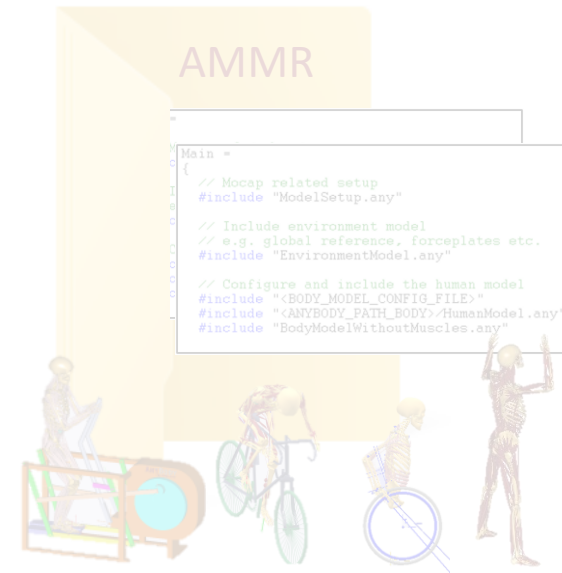 AMMR
=
Main =
{
// Mocap related setup
#include "ModelSetup.any"
// Include environment model
// e.g. global reference, forceplates etc.
#include "EnvironmentModel.any"
// Configure and include the human model
#include "<BODY_MODEL_CONFIG_FILE>"
#include "<ANYBODY_PATH_BODY>/HumanModel.any"
#include "BodyModelWithoutMuscles.any"